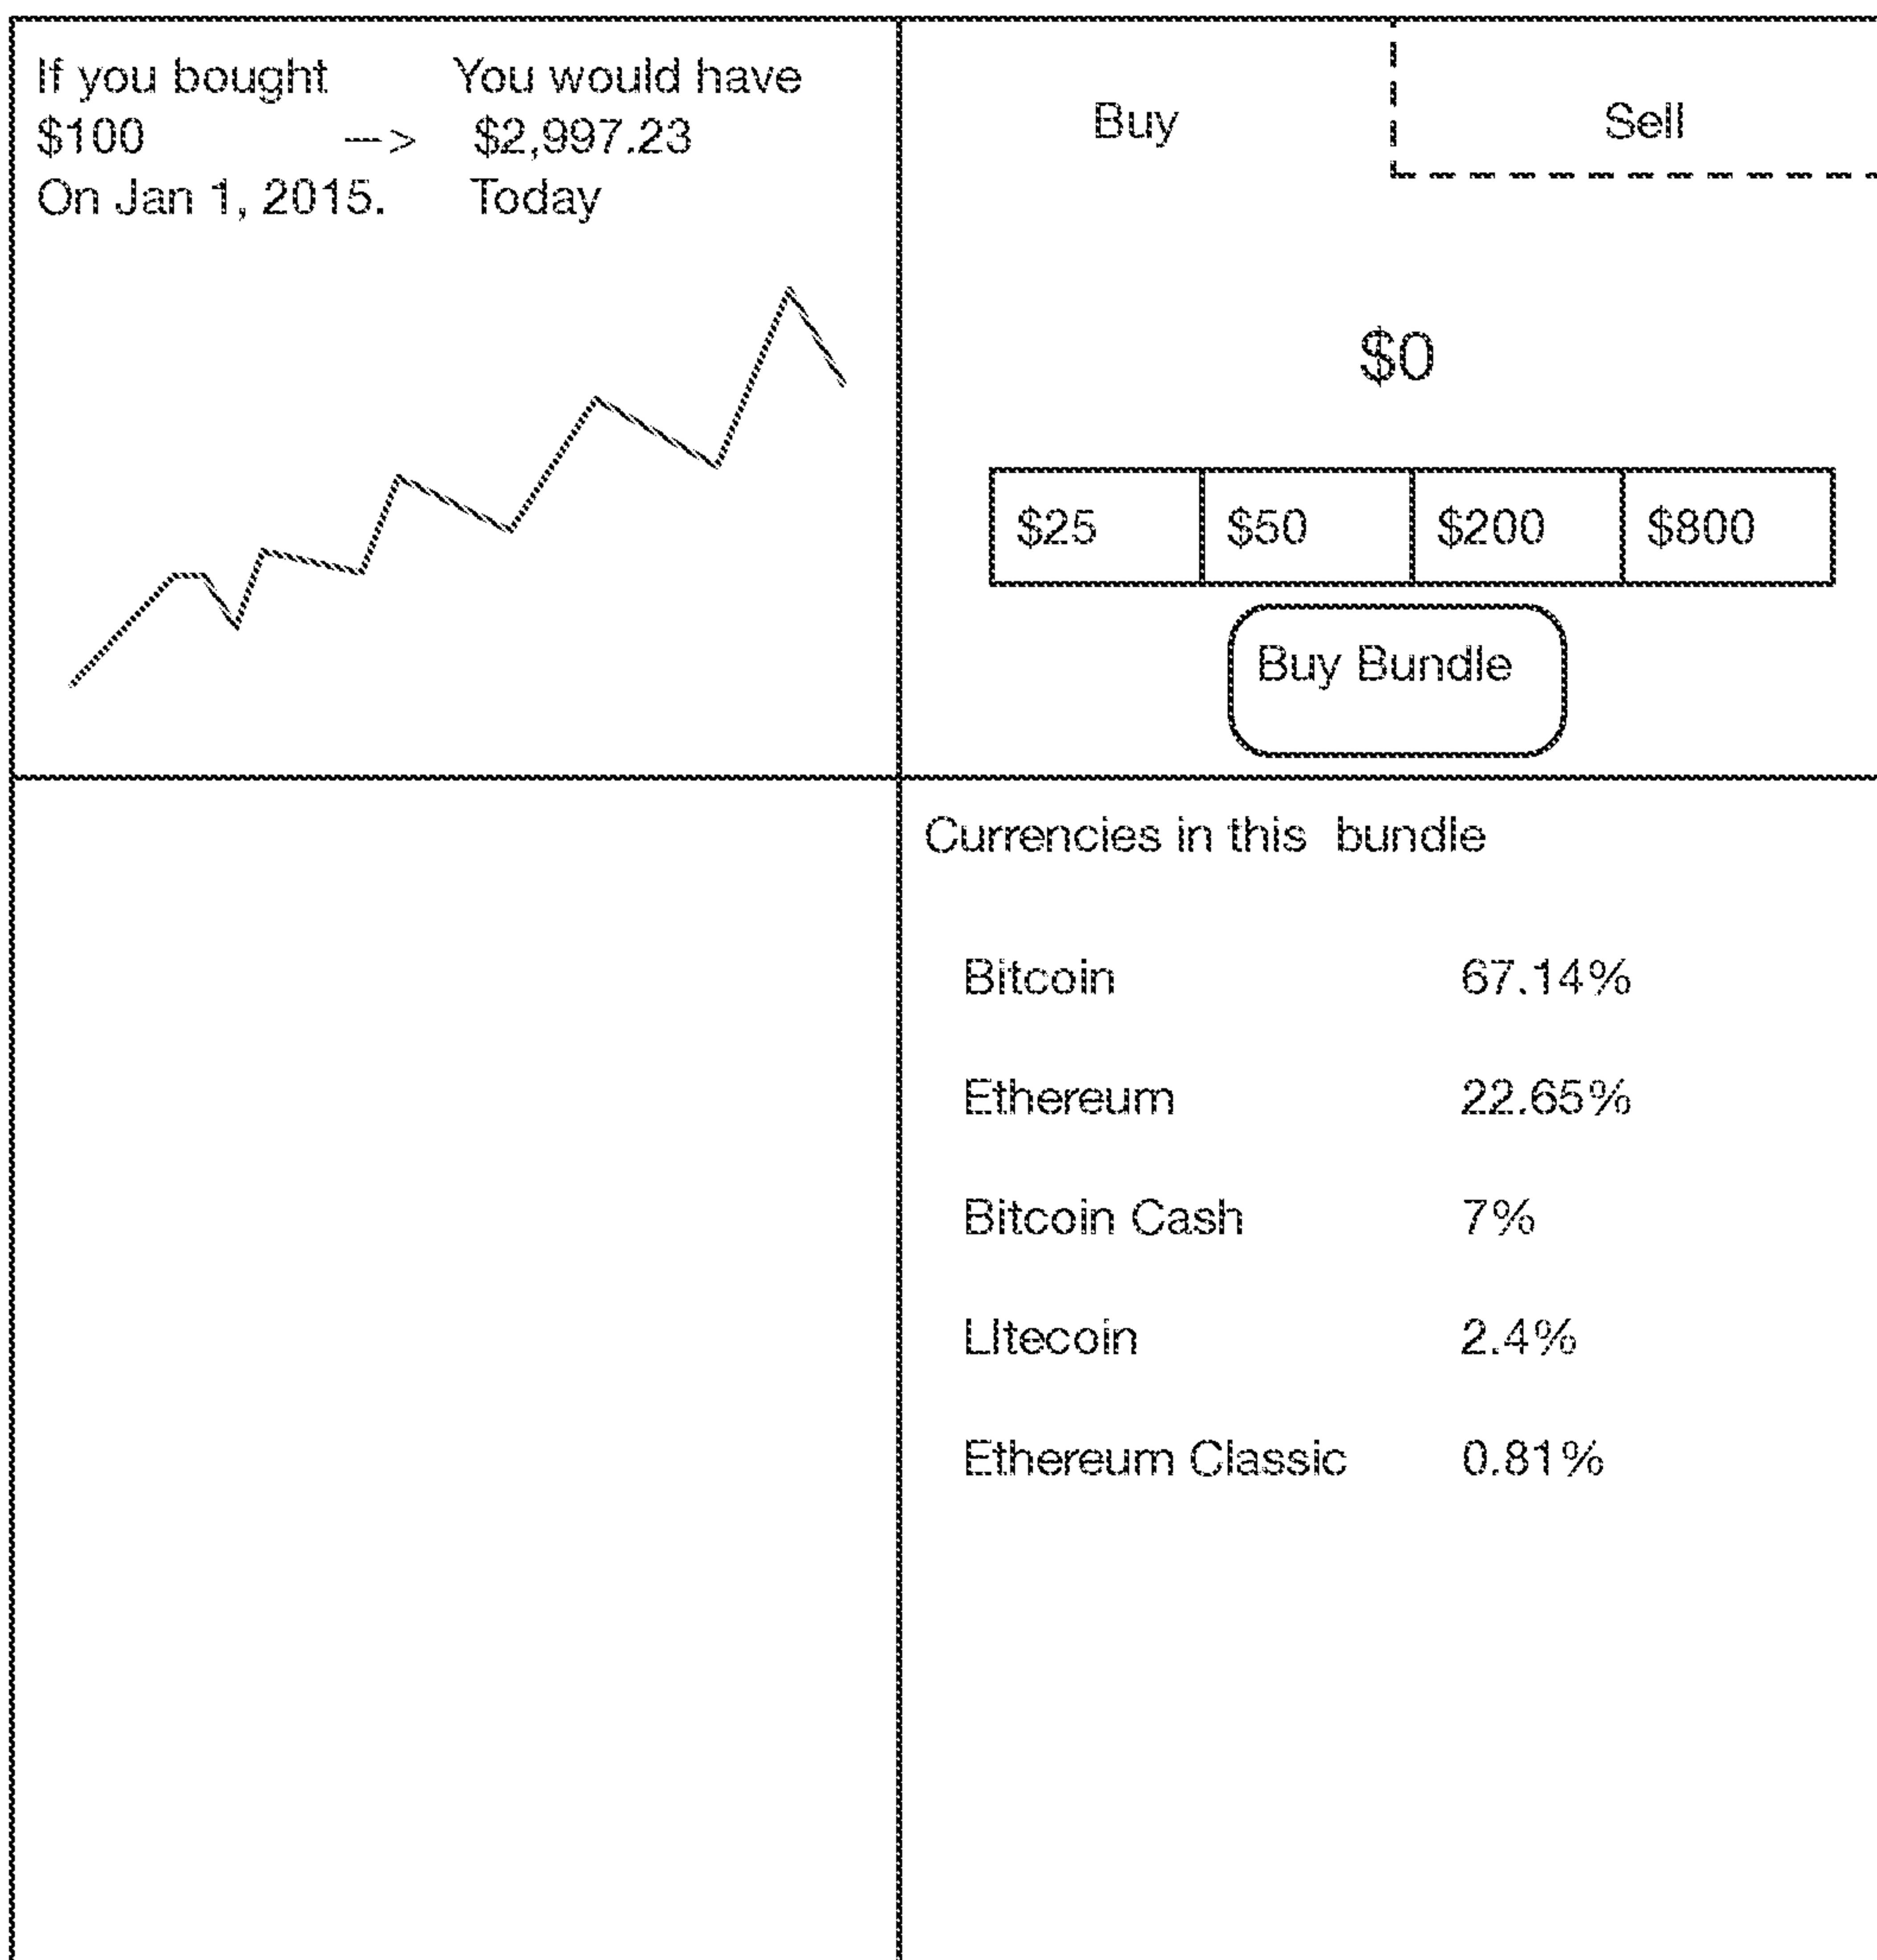 If you bought You would have
$100 --> $2,997.23
On Jan 1, 2015. Today
Buy Sell
$0
$25 $50 $200 $800
Buy Bundle
Currencies in this bundle
Bitcoin 67.14%
Ethereum 22.65%
Bitcoin Cash 7%
LItecoin 2.4%
Ethereum Classic 0.81%